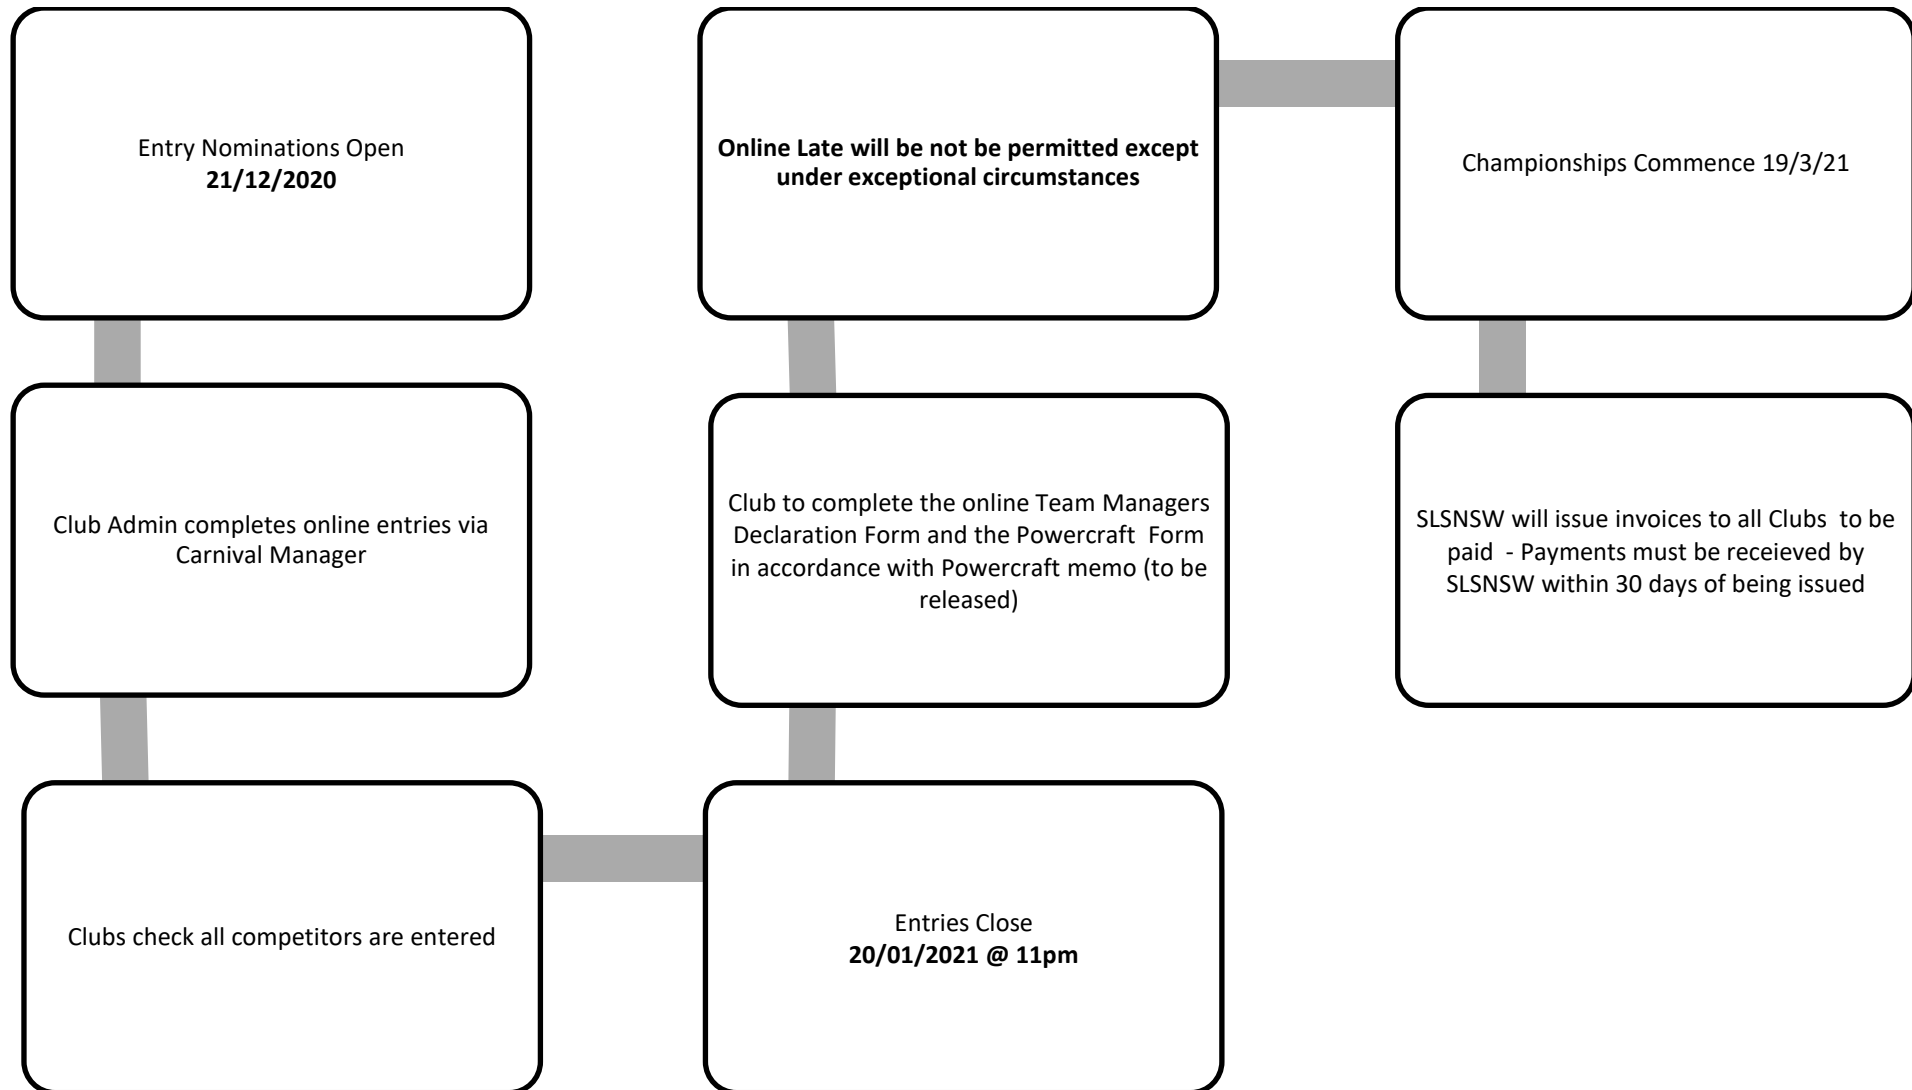 Entry Nominations Open
21/12/2020
Club Admin completes online entries via
Carnival Manager
Clubs check all competitors are entered
Entries Close
20/01/2021 @ 11pm
Club to complete the online Team Managers
Declaration Form and the Powercraft  Form
in accordance with Powercraft memo (to be
released)
Online Late will be not be permitted except
under exceptional circumstances
Championships Commence 19/3/21
SLSNSW will issue invoices to all Clubs  to be
paid  - Payments must be receieved by
SLSNSW within 30 days of being issued